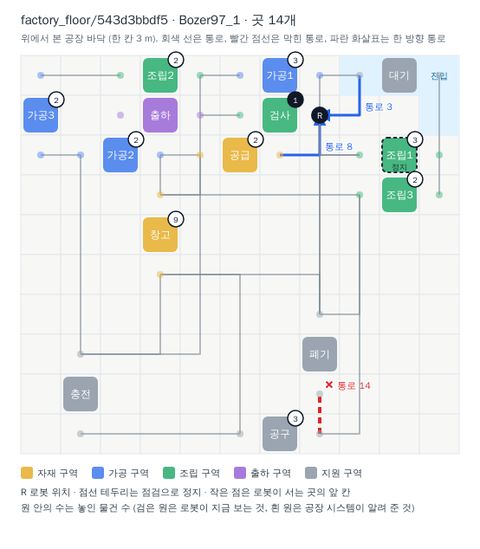 factory_floor/543d3bbdf5 · Bozer97_1 · 곳 14개
위에서 본 공장 바닥 (한 칸 3 m). 회색 선은 통로, 빨간 점선은 막힌 통로, 파란 화살표는 한 방향 통로
조립2 2
가공1 3
대기
진입
가공3 2
출하
검사 1
R
통로 3
가공2 2
공급 2
통로 8
조립1 3
정지
조립3 2
창고 9
폐기
충전
통로 14
공구 3
자재 구역
가공 구역
조립 구역
출하 구역
지원 구역
R 로봇 위치 · 점선 테두리는 점검으로 정지 · 작은 점은 로봇이 서는 곳의 앞 칸
원 안의 수는 놓인 물건 수 (검은 원은 로봇이 지금 보는 것, 흰 원은 공장 시스템이 알려 준 것)